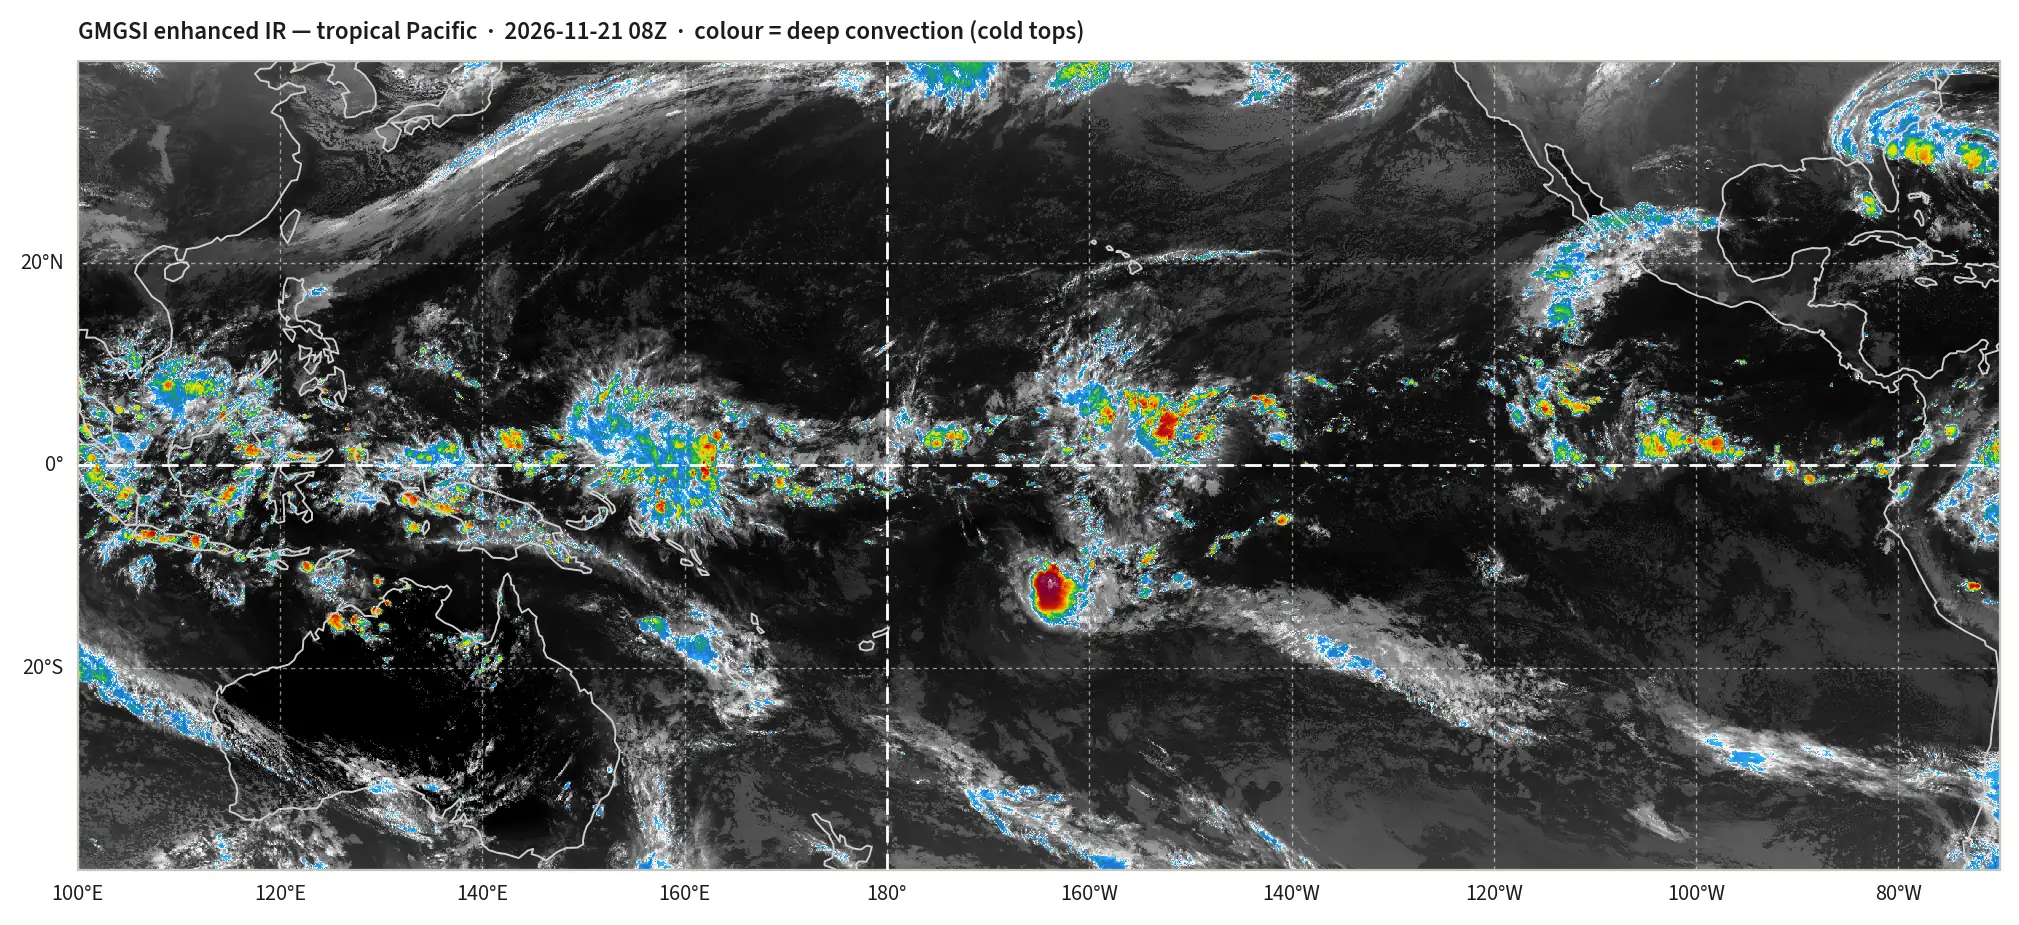 GMGSI enhanced IR — tropical Pacific · 2026-11-21 08Z · colour = deep convection (cold tops)
20°N
0°
20°S
100°E 120°E 140°E 160°E 180° 160°W 140°W 120°W 100°W 80°W